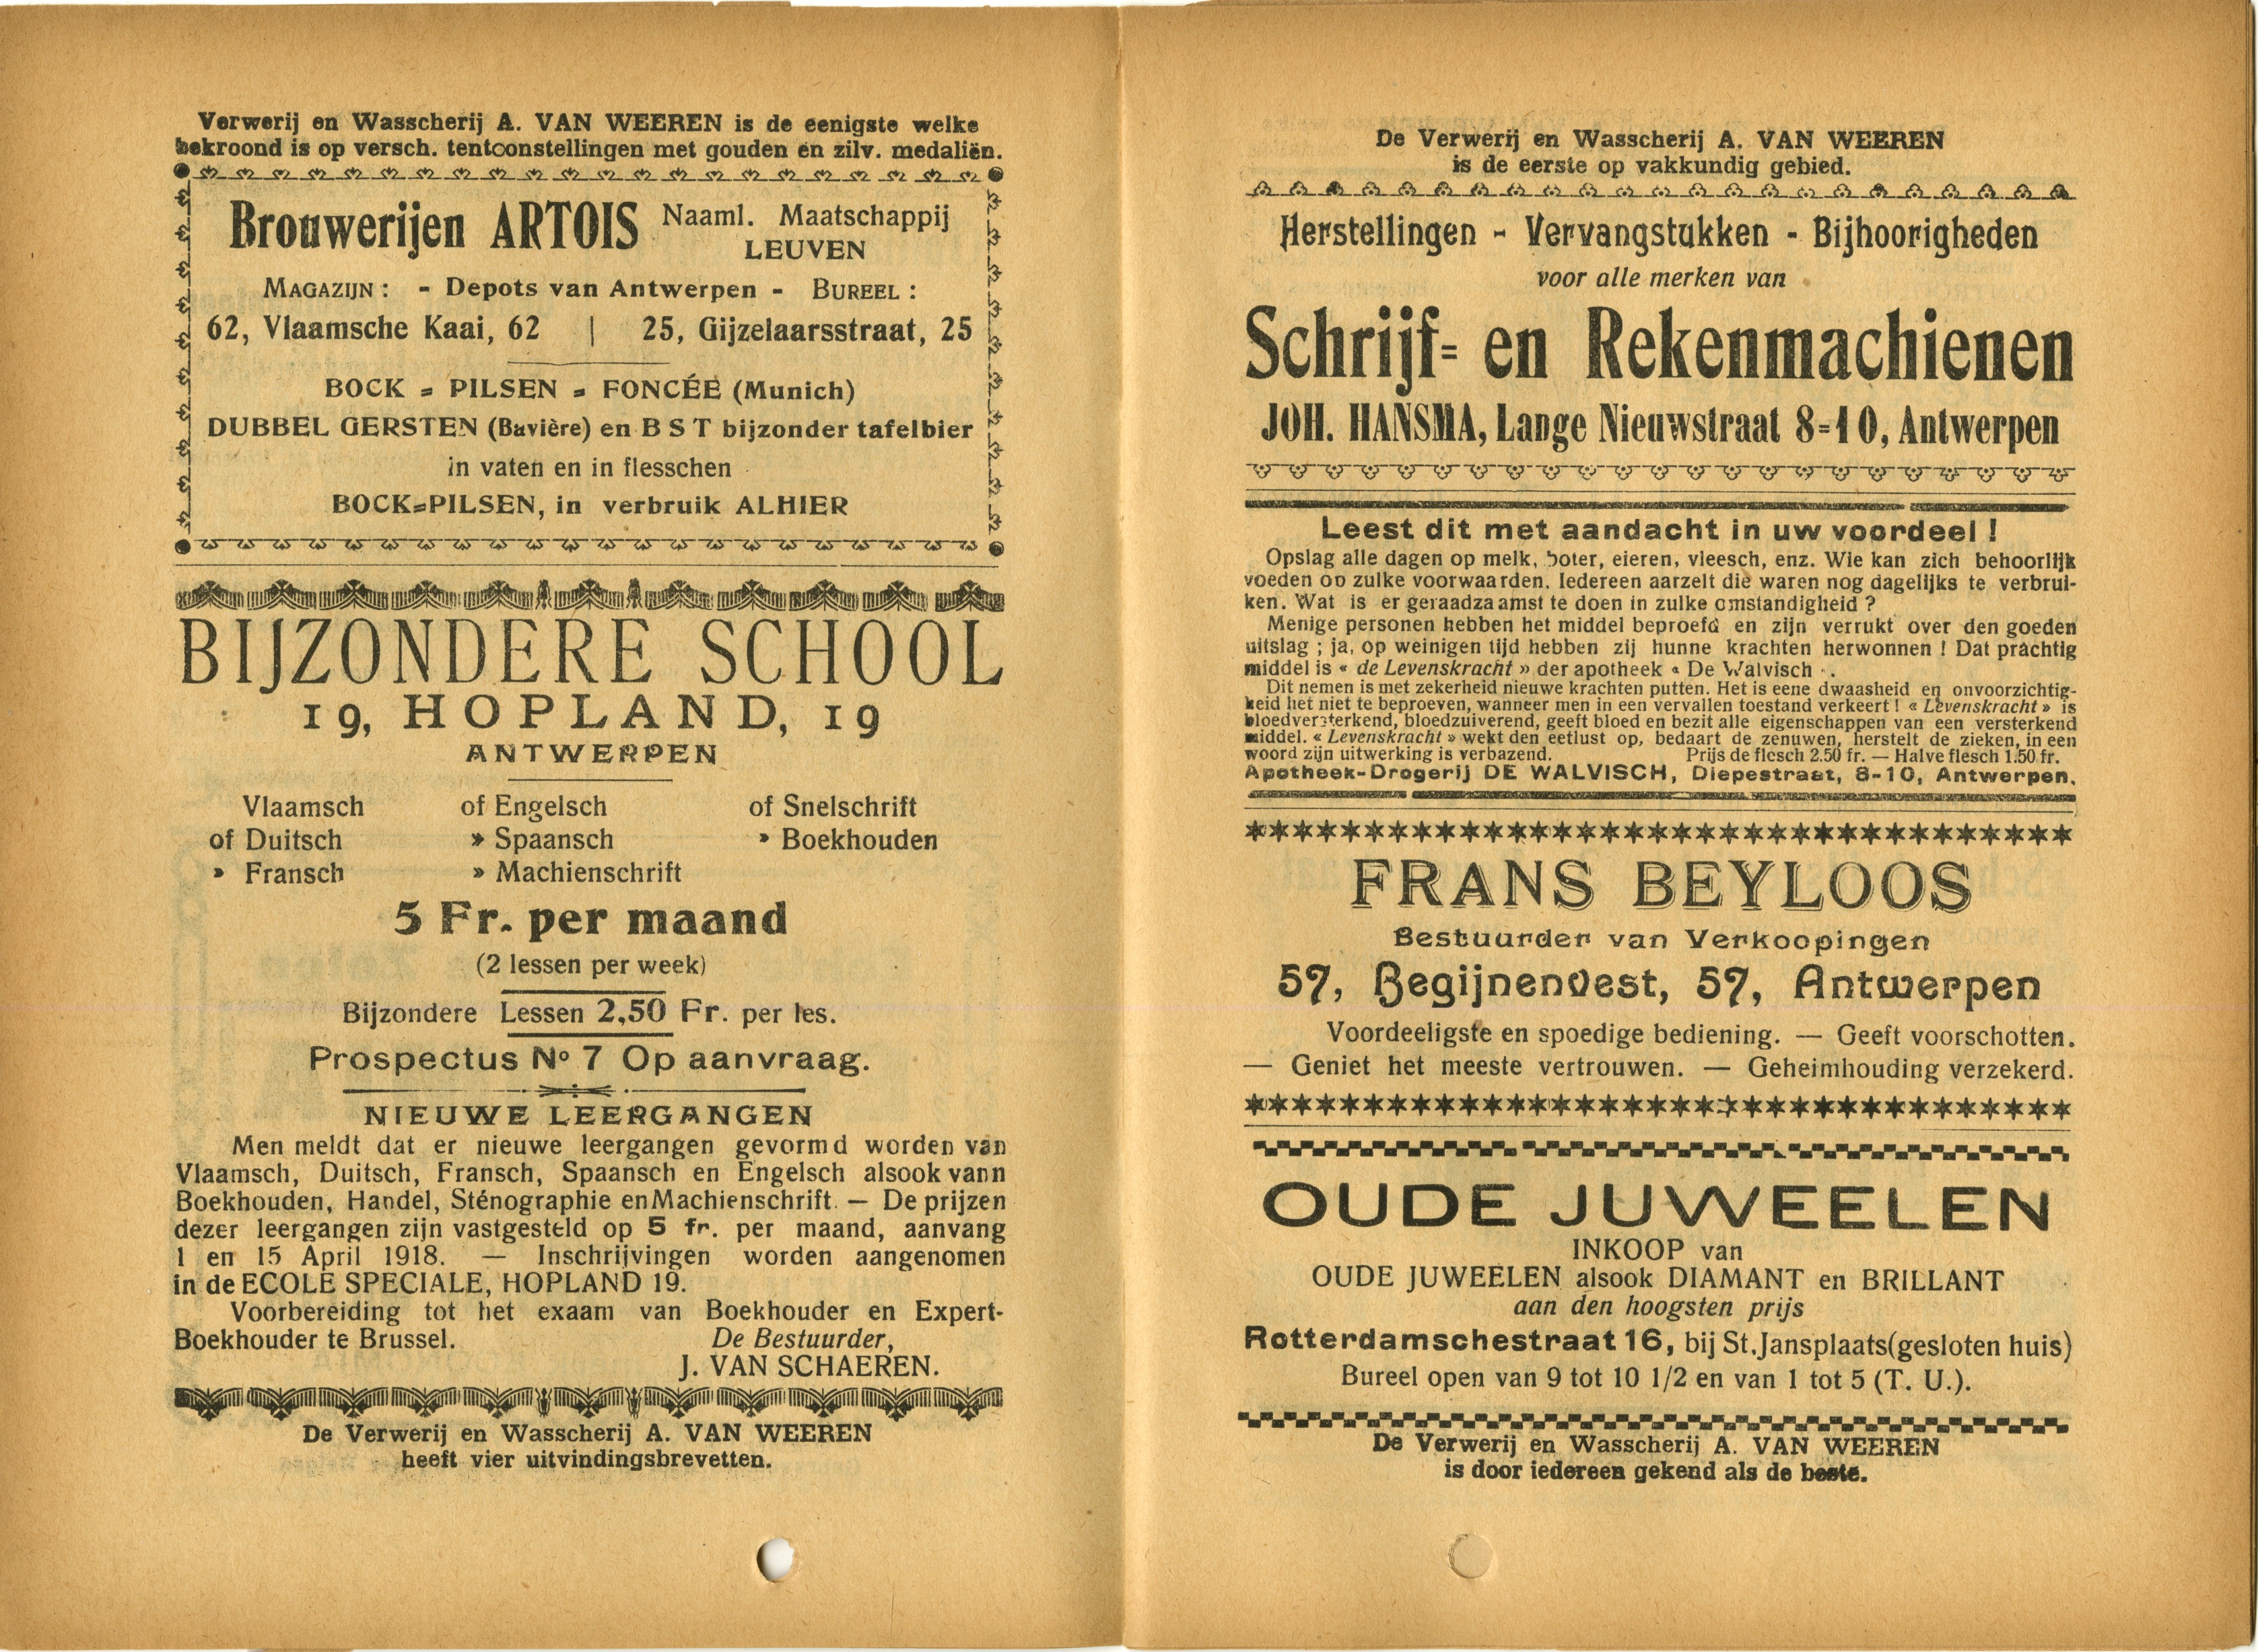 Verwerij en Wasscherij A. VAN WEEREN is de eenigste welke
bekroond is op versch. tentoonstellingen met gouden en zilv. medaliën.
Brouwerijen ARTOIS Naaml. Maatschappij
LEUVEN
MAGAZIJN : - Depots van Antwerpen - BUREEL :
62, Vlaamsche Kaai, 62 | 25, Gijzelaarsstraat, 25
BOCK = PILSEN = FONCÉE (Munich)
DUBBEL GERSTEN (Bavière) en B S T bijzonder tafelbier
in vaten en in flesschen
BOCK=PILSEN, in verbruik ALHIER
BIJZONDERE SCHOOL
19, HOPLAND, 19
ANTWERPEN
Vlaamsch of Engelsch of Snelschrift
of Duitsch » Spaansch » Boekhouden
» Fransch » Machienschrift
5 Fr. per maand
(2 lessen per week)
Bijzondere Lessen 2,50 Fr. per les.
Prospectus No 7 Op aanvraag.
NIEUWE LEERGANGEN
Men meldt dat er nieuwe leergangen gevormd worden van
Vlaamsch, Duitsch, Fransch, Spaansch en Engelsch alsook vann
Boekhouden, Handel, Sténographie en Machienschrift. — De prijzen
dezer leergangen zijn vastgesteld op 5 fr. per maand, aanvang
1 en 15 April 1918. — Inschrijvingen worden aangenomen
in de ECOLE SPECIALE, HOPLAND 19.
Voorbereiding tot het exaam van Boekhouder en Expert-
Boekhouder te Brussel. De Bestuurder,
J. VAN SCHAEREN.
De Verwerij en Wasscherij A. VAN WEEREN
heeft vier uitvindingsbrevetten.
De Verwerij en Wasscherij A. VAN WEEREN
is de eerste op vakkundig gebied.
Herstellingen - Vervangstukken - Bijhoorigheden
voor alle merken van
Schrijf= en Rekenmachienen
JOH. HANSMA, Lange Nieuwstraat 8=10, Antwerpen
Leest dit met aandacht in uw voordeel !
Opslag alle dagen op melk, boter, eieren, vleesch, enz. Wie kan zich behoorlijk
voeden op zulke voorwaarden. Iedereen aarzelt die waren nog dagelijks te verbrui-
ken. Wat is er geraadzaamst te doen in zulke omstandigheid ?
Menige personen hebben het middel beproefd en zijn verrukt over den goeden
uitslag ; ja, op weinigen tijd hebben zij hunne krachten herwonnen ! Dat prachtig
middel is « de Levenskracht » der apotheek « De Walvisch ».
Dit nemen is met zekerheid nieuwe krachten putten. Het is eene dwaasheid en onvoorzichtig-
keid het niet te beproeven, wanneer men in een vervallen toestand verkeert ! « Levenskracht » is
bloedversterkend, bloedzuiverend, geeft bloed en bezit alle eigenschappen van een versterkend
middel. « Levenskracht » wekt den eetlust op, bedaart de zenuwen, herstelt de zieken, in een
woord zijn uitwerking is verbazend. Prijs de flesch 2.50 fr. — Halve flesch 1.50 fr.
Apotheek-Drogerij DE WALVISCH, Diepestraat, 8-10, Antwerpen.
FRANS BEYLOOS
Bestuurder van Verkoopingen
57, Begijnenvest, 57, Antwerpen
Voordeeligste en spoedige bediening. — Geeft voorschotten.
— Geniet het meeste vertrouwen. — Geheimhouding verzekerd.
OUDE JUWEELEN
INKOOP van
OUDE JUWEELEN alsook DIAMANT en BRILLANT
aan den hoogsten prijs
Rotterdamschestraat 16, bij St. Jansplaats (gesloten huis)
Bureel open van 9 tot 10 1/2 en van 1 tot 5 (T. U.).
De Verwerij en Wasscherij A. VAN WEEREN
is door iedereen gekend als de beste.